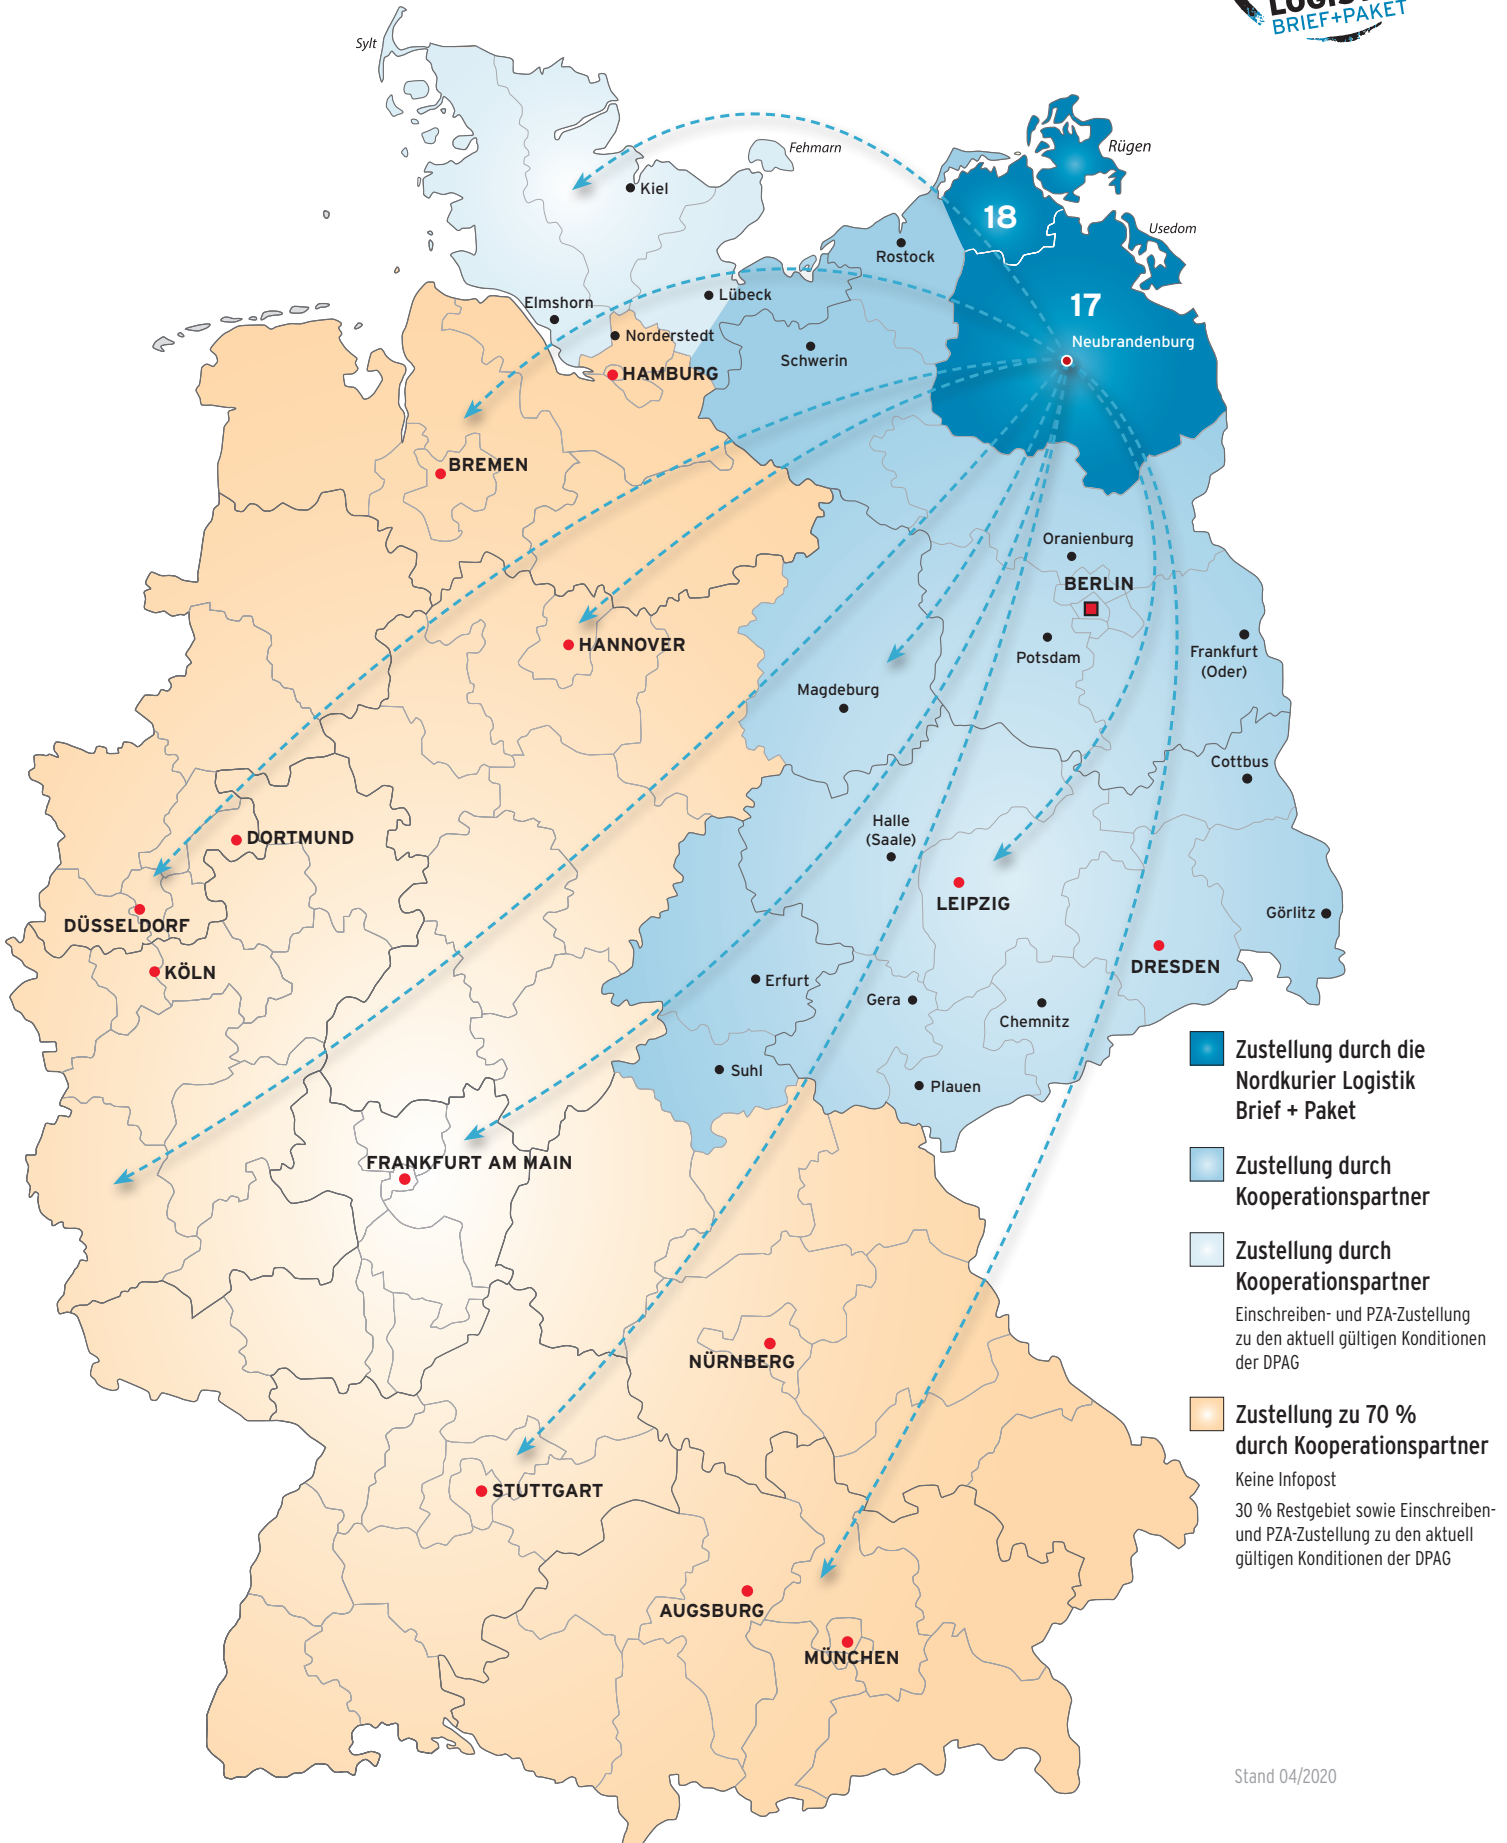 BRIEF+PAKET
Sylt
Fehmarn
Rügen
Kiel
18
Usedom
Rostock
Lübeck
Elmshorn
17
Norderstedt
Neubrandenburg
Schwerin
HAMBURG
BREMEN
Oranienburg
BERLIN
HANNOVER
Potsdam
Frankfurt
(Oder)
Magdeburg
Cottbus
Halle
(Saale)
DORTMUND
LEIPZIG
Görlitz
DÜSSELDORF
DRESDEN
KÖLN
Erfurt
Gera
Chemnitz
Suhl
Plauen
FRANKFURT AM MAIN
NÜRNBERG
STUTTGART
AUGSBURG
MÜNCHEN
Zustellung durch die
Nordkurier Logistik
Brief + Paket
Zustellung durch
Kooperationspartner
Zustellung durch
Kooperationspartner
Einschreiben- und PZA-Zustellung
zu den aktuell gültigen Konditionen
der DPAG
Zustellung zu 70 %
durch Kooperationspartner
Keine Infopost
30 % Restgebiet sowie Einschreiben-
und PZA-Zustellung zu den aktuell
gültigen Konditionen der DPAG
Stand 04/2020